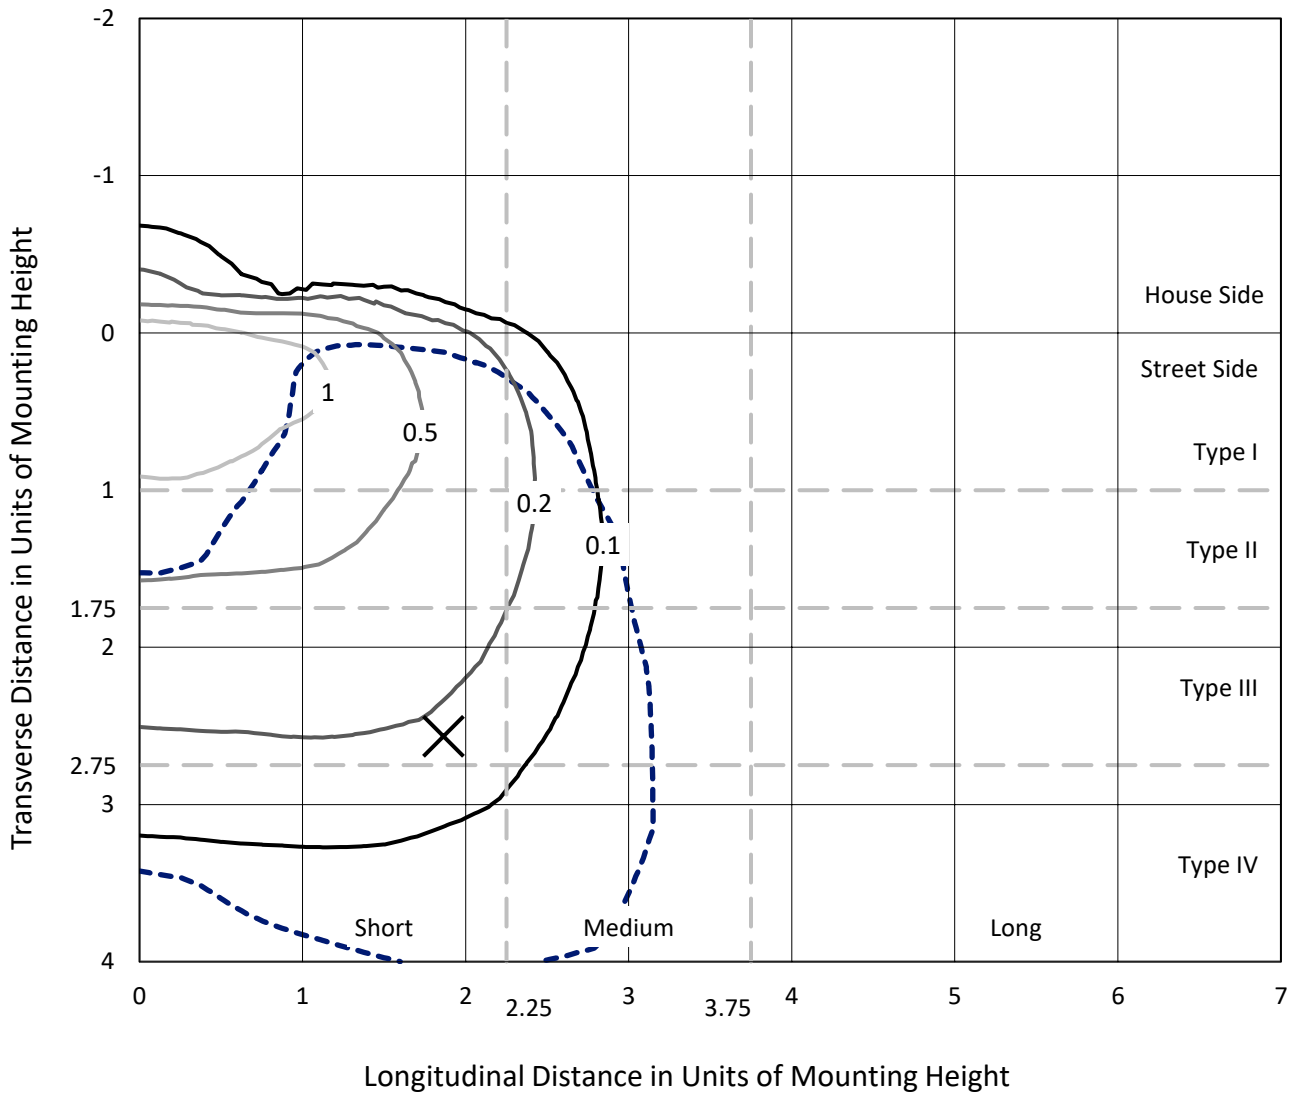 -2
-1
House Side
0
Street Side
1
0.5
Type I
1
0.2
0.1
Type II
1.75
2
Type III
2.75
3
Type IV
Short Medium Long
4
0 1 2 2.25 3 3.75 4 5 6 7
Transverse Distance in Units of Mounting Height
Longitudinal Distance in Units of Mounting Height